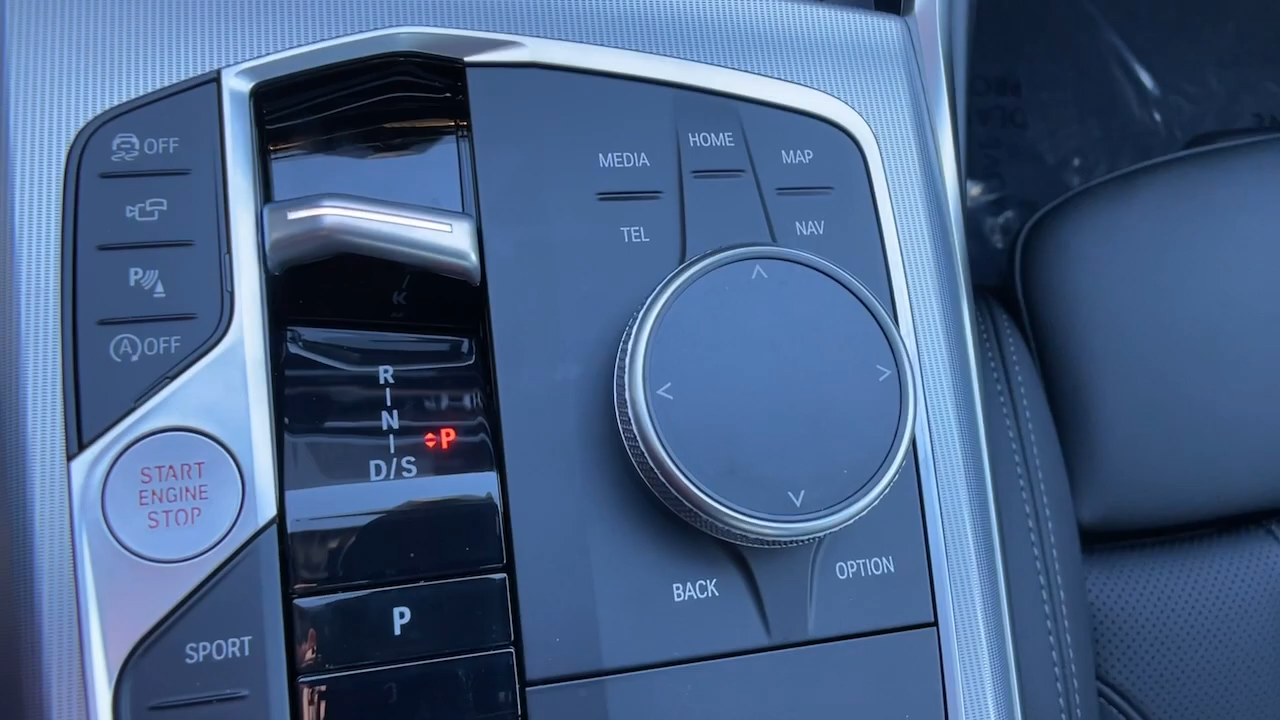 OFF
P
A OFF
START
ENGINE
STOP
SPORT
R
N
D/S
P
P
MEDIA
HOME
MAP
TEL
NAV
BACK
OPTION